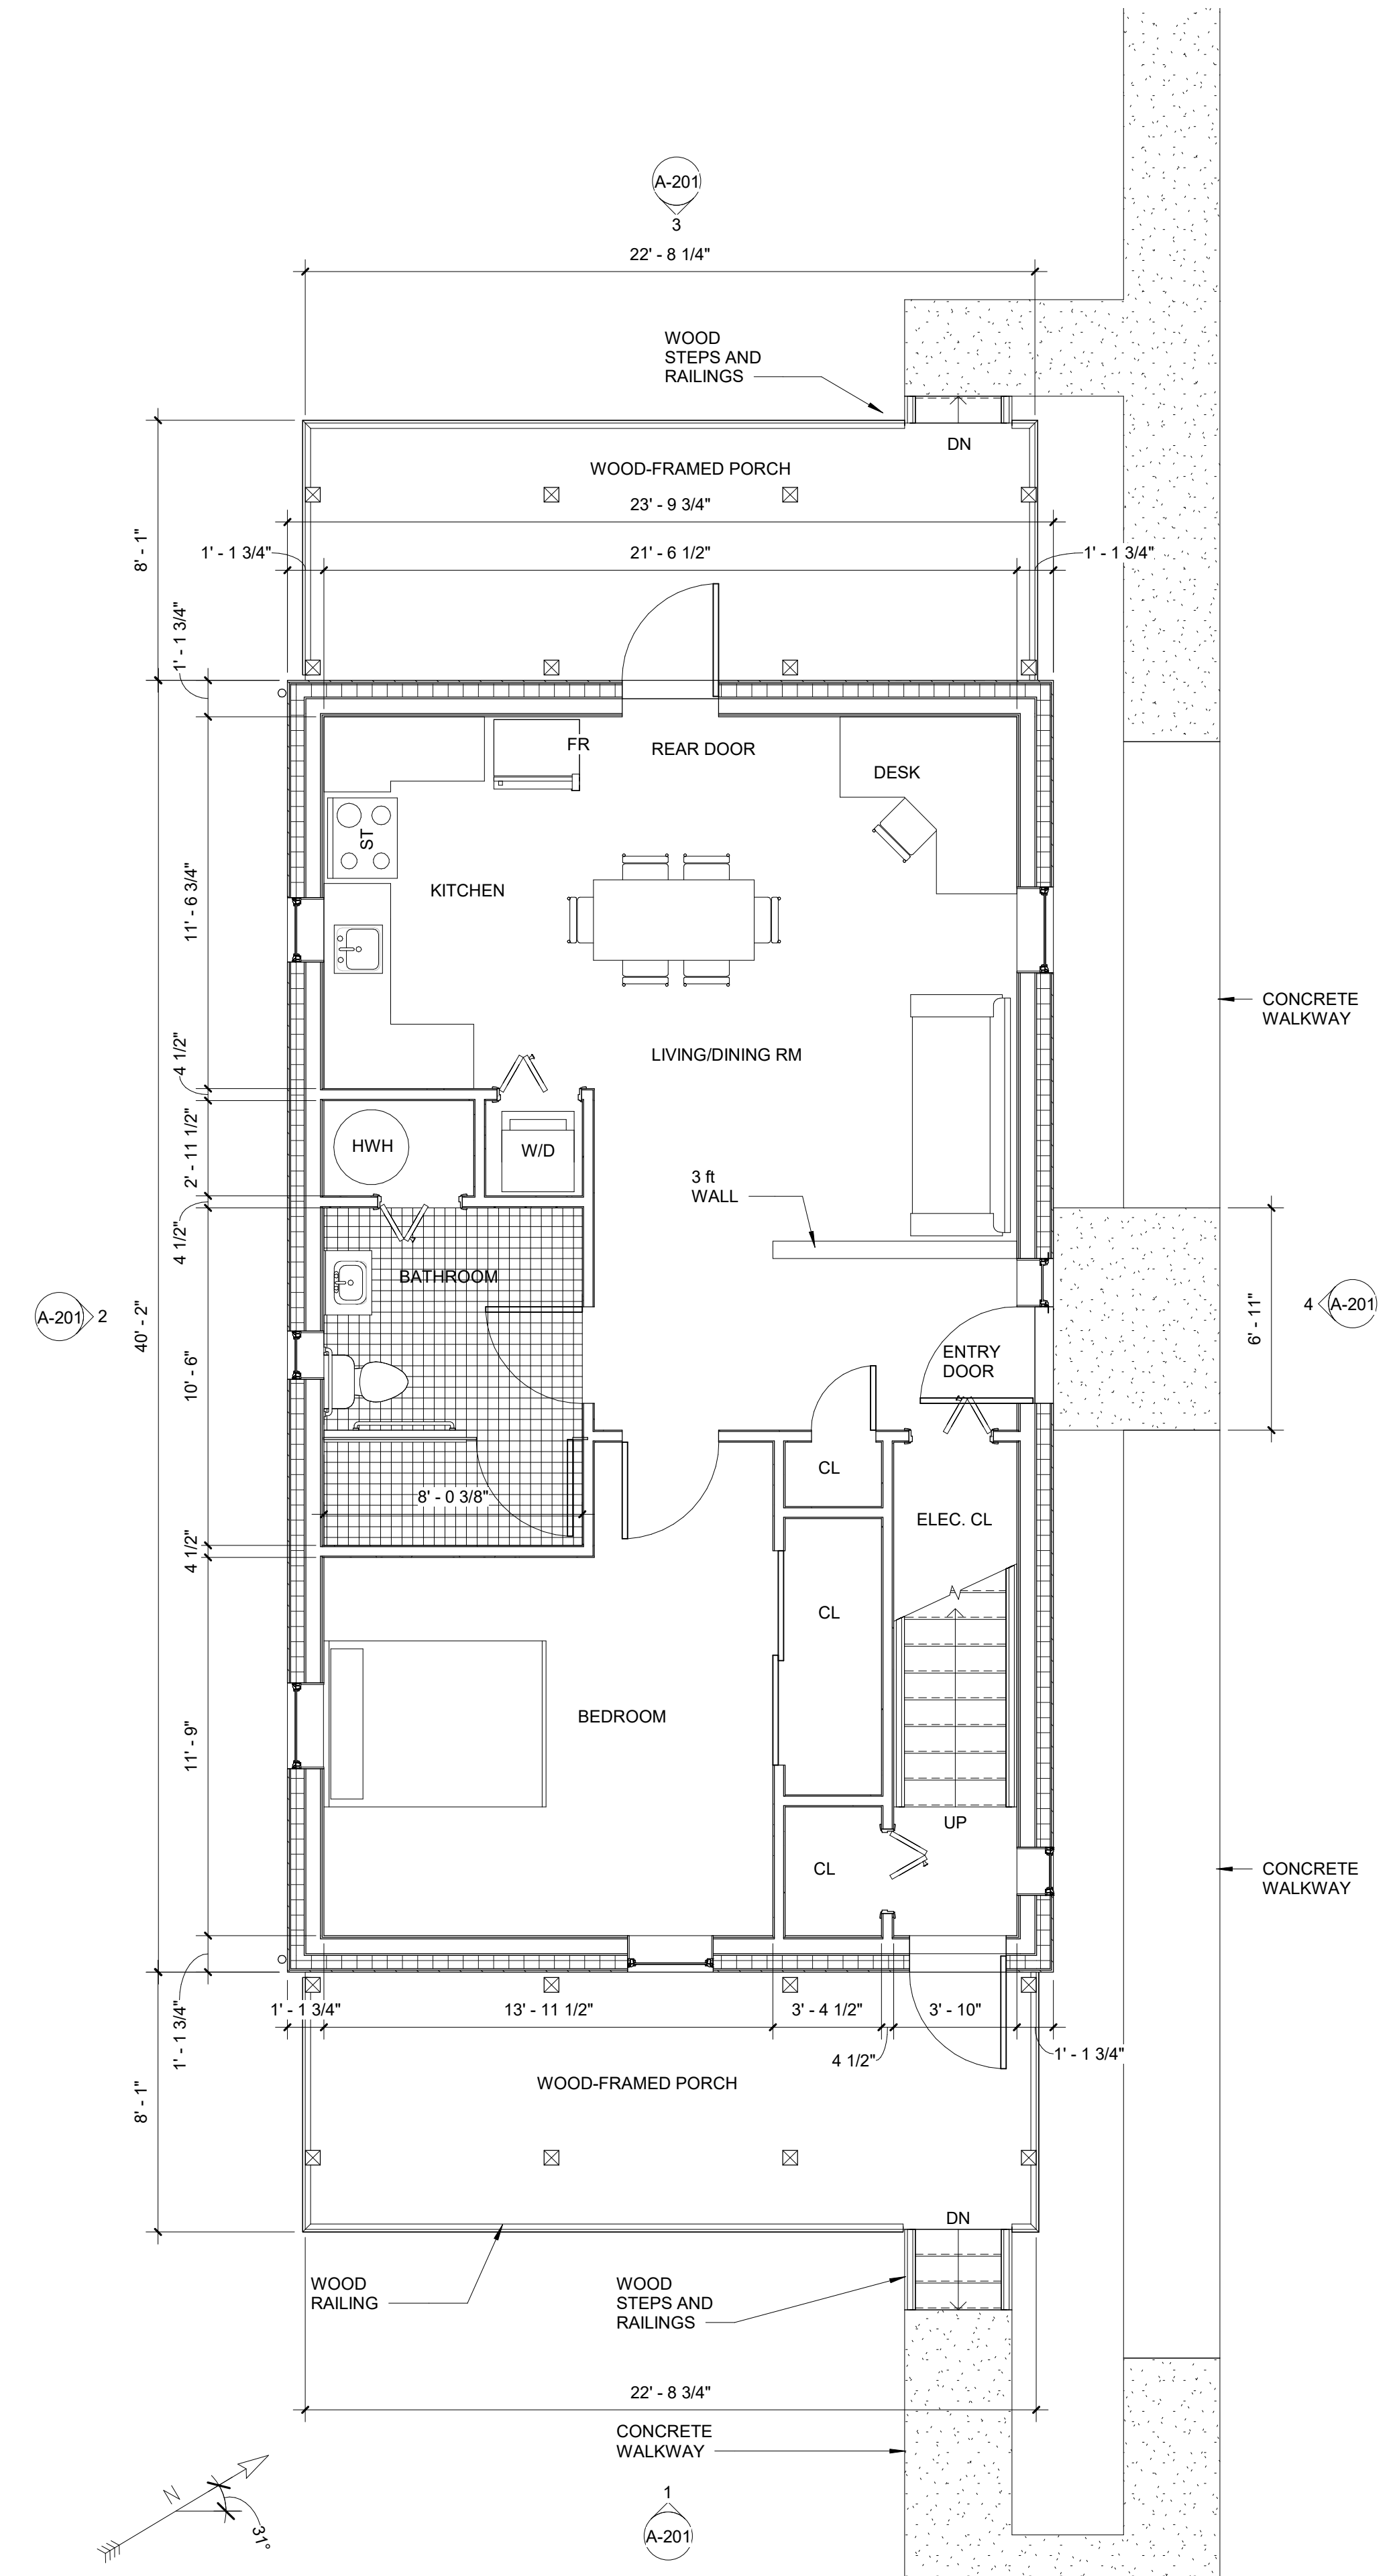 A-201
3
22' - 8 1/4"
WOOD
STEPS AND
RAILINGS
DN
WOOD-FRAMED PORCH
23' - 9 3/4"
8' - 1"
1' - 1 3/4"
21' - 6 1/2"
1' - 1 3/4"
1' - 1 3/4"
FR
REAR DOOR
DESK
ST
KITCHEN
11' - 6 3/4"
CONCRETE
WALKWAY
LIVING/DINING RM
4 1/2"
HWH
W/D
2' - 11 1/2"
3 ft
WALL
4 1/2"
BATHROOM
A-201
2
40' - 2"
10' - 6"
ENTRY
DOOR
6' - 11"
4
A-201
CL
8' - 0 3/8"
ELEC. CL
4 1/2"
CL
BEDROOM
11' - 9"
UP
CL
CONCRETE
WALKWAY
1' - 1 3/4"
13' - 11 1/2"
3' - 4 1/2"
3' - 10"
1' - 1 3/4"
4 1/2"
1' - 1 3/4"
WOOD-FRAMED PORCH
8' - 1"
DN
WOOD
RAILING
WOOD
STEPS AND
RAILINGS
22' - 8 3/4"
CONCRETE
WALKWAY
N
31°
1
A-201